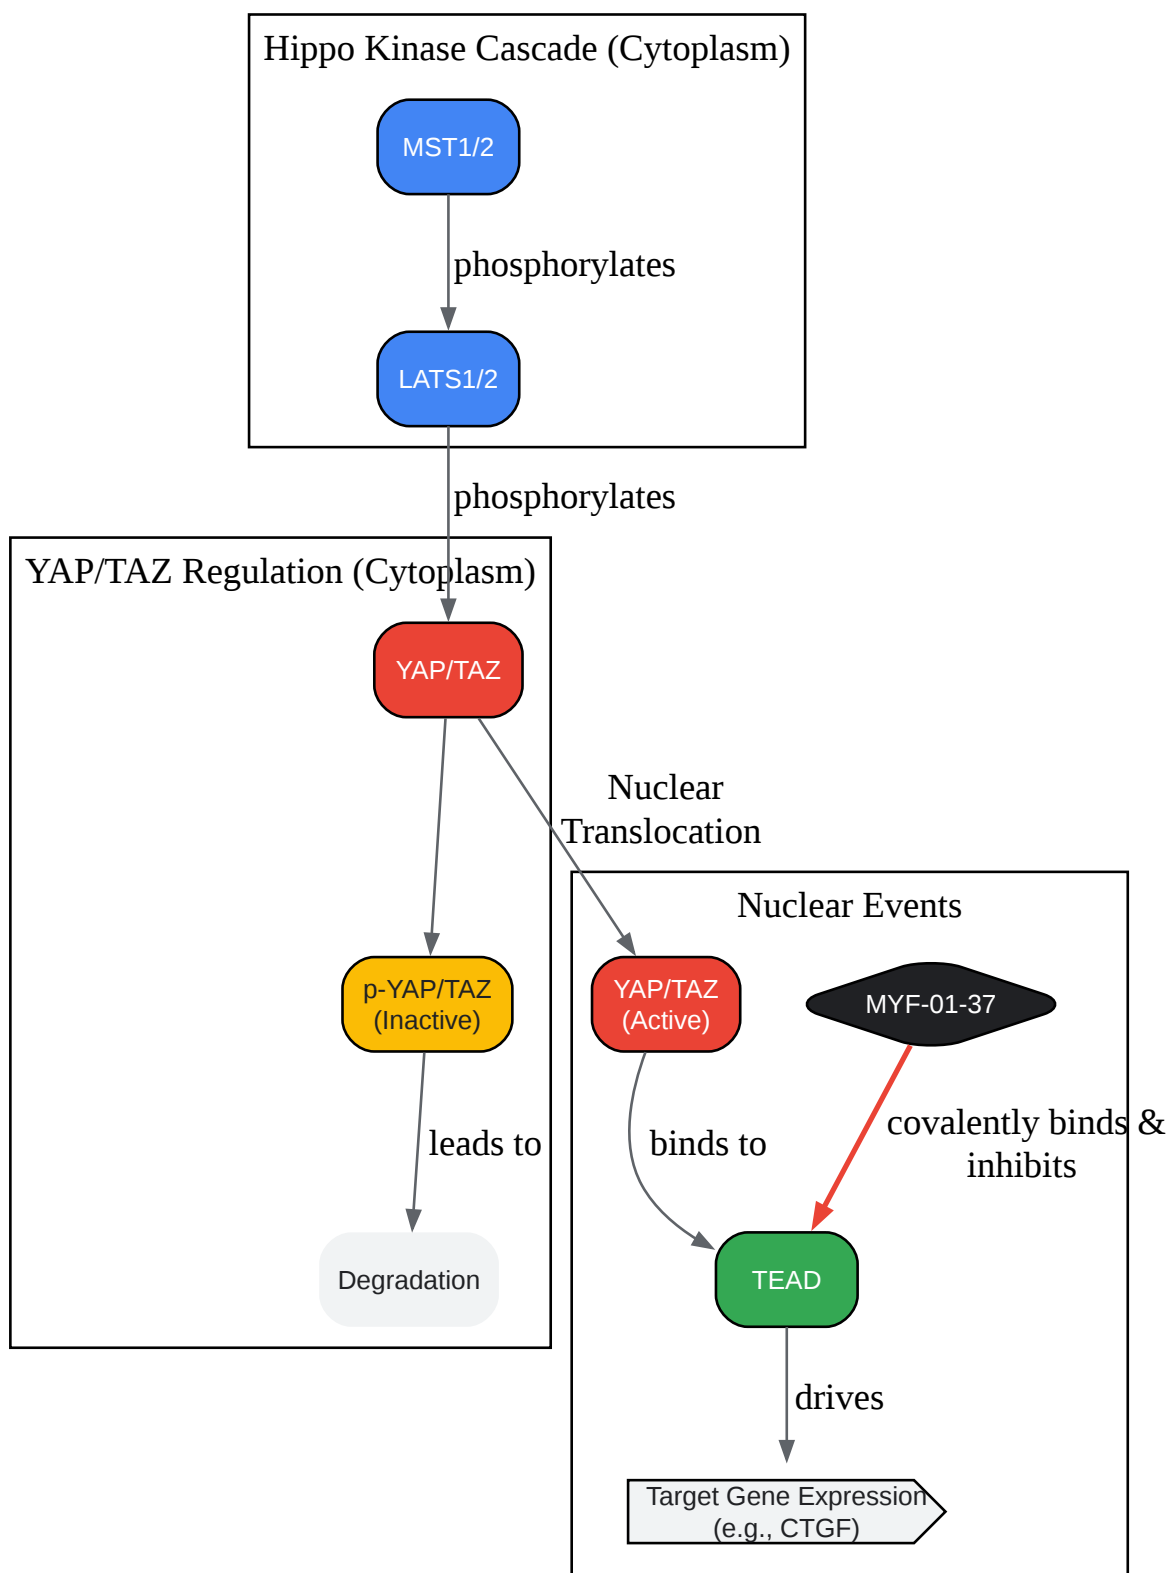 Hippo Kinase Cascade (Cytoplasm)
MST1/2
phosphorylates
LATS1/2
phosphorylates
YAP/TAZ Regulation (Cytoplasm)
YAP/TAZ
Nuclear
Translocation
Nuclear Events
p-YAP/TAZ
(Inactive)
YAP/TAZ
(Active)
MYF-01-37
leads to
binds to
covalently binds &
inhibits
Degradation
TEAD
drives
Target Gene Expression
(e.g., CTGF)